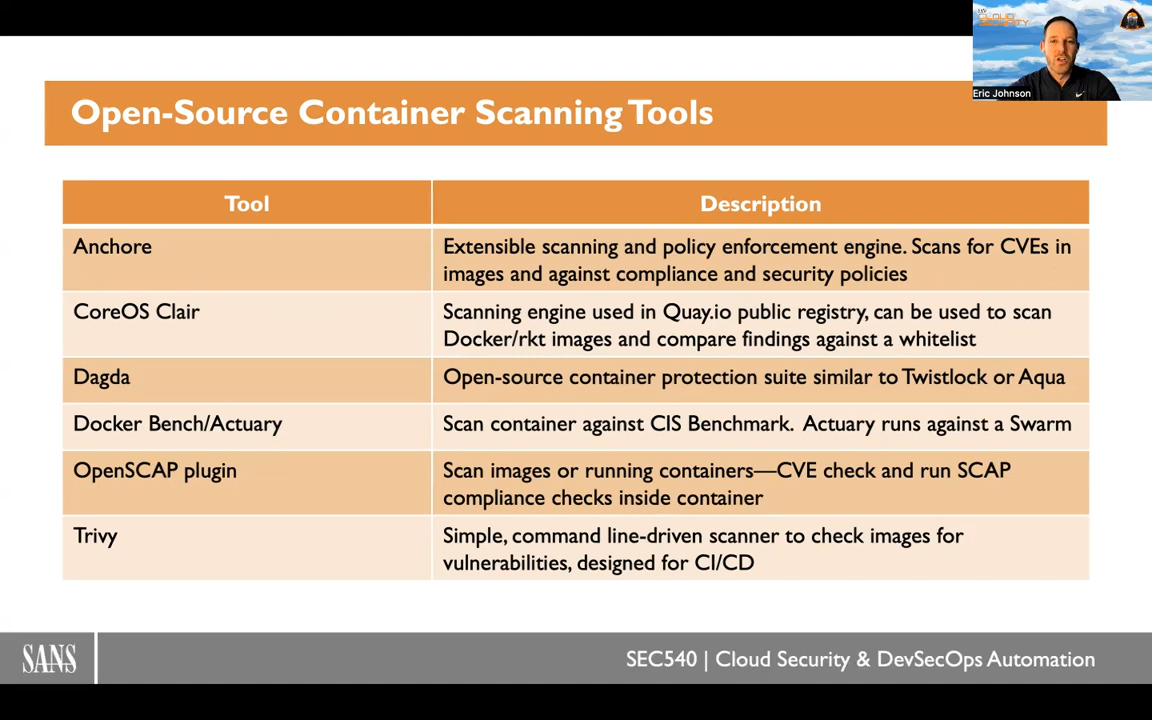 CLOUD
SECURITY
Eric Johnson
Open-Source Container Scanning Tools
Tool
Description
Anchore
Extensible scanning and policy enforcement engine. Scans for CVEs in
images and against compliance and security policies
CoreOS Clair
Scanning engine used in Quay.io public registry, can be used to scan
Docker/rkt images and compare findings against a whitelist
Dagda
Open-source container protection suite similar to Twistlock or Aqua
Docker Bench/Actuary
Scan container against CIS Benchmark. Actuary runs against a Swarm
OpenSCAP plugin
Scan images or running containers—CVE check and run SCAP
compliance checks inside container
Trivy
Simple, command line-driven scanner to check images for
vulnerabilities, designed for CI/CD
SANS
SEC540 | Cloud Security & DevSecOps Automation